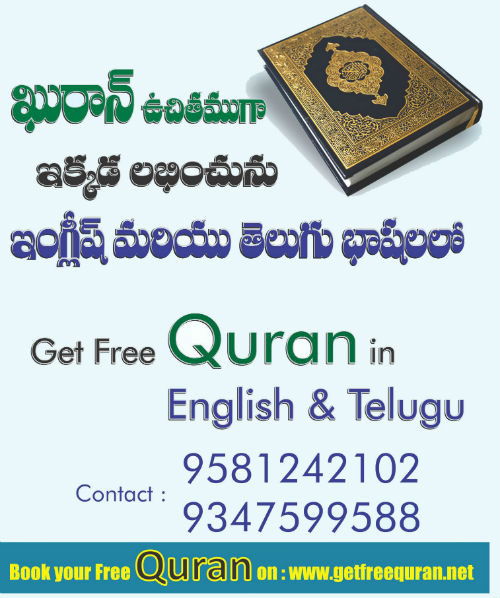 ఖురాన్ ఉచితముగా
ఇక్కడ లభించును
ఇంగ్లీష్ మరియు తెలుగు భాషలలో
Get Free Quran in
English & Telugu
Contact : 9581242102
9347599588
Book your Free Quran on : www.getfreequran.net